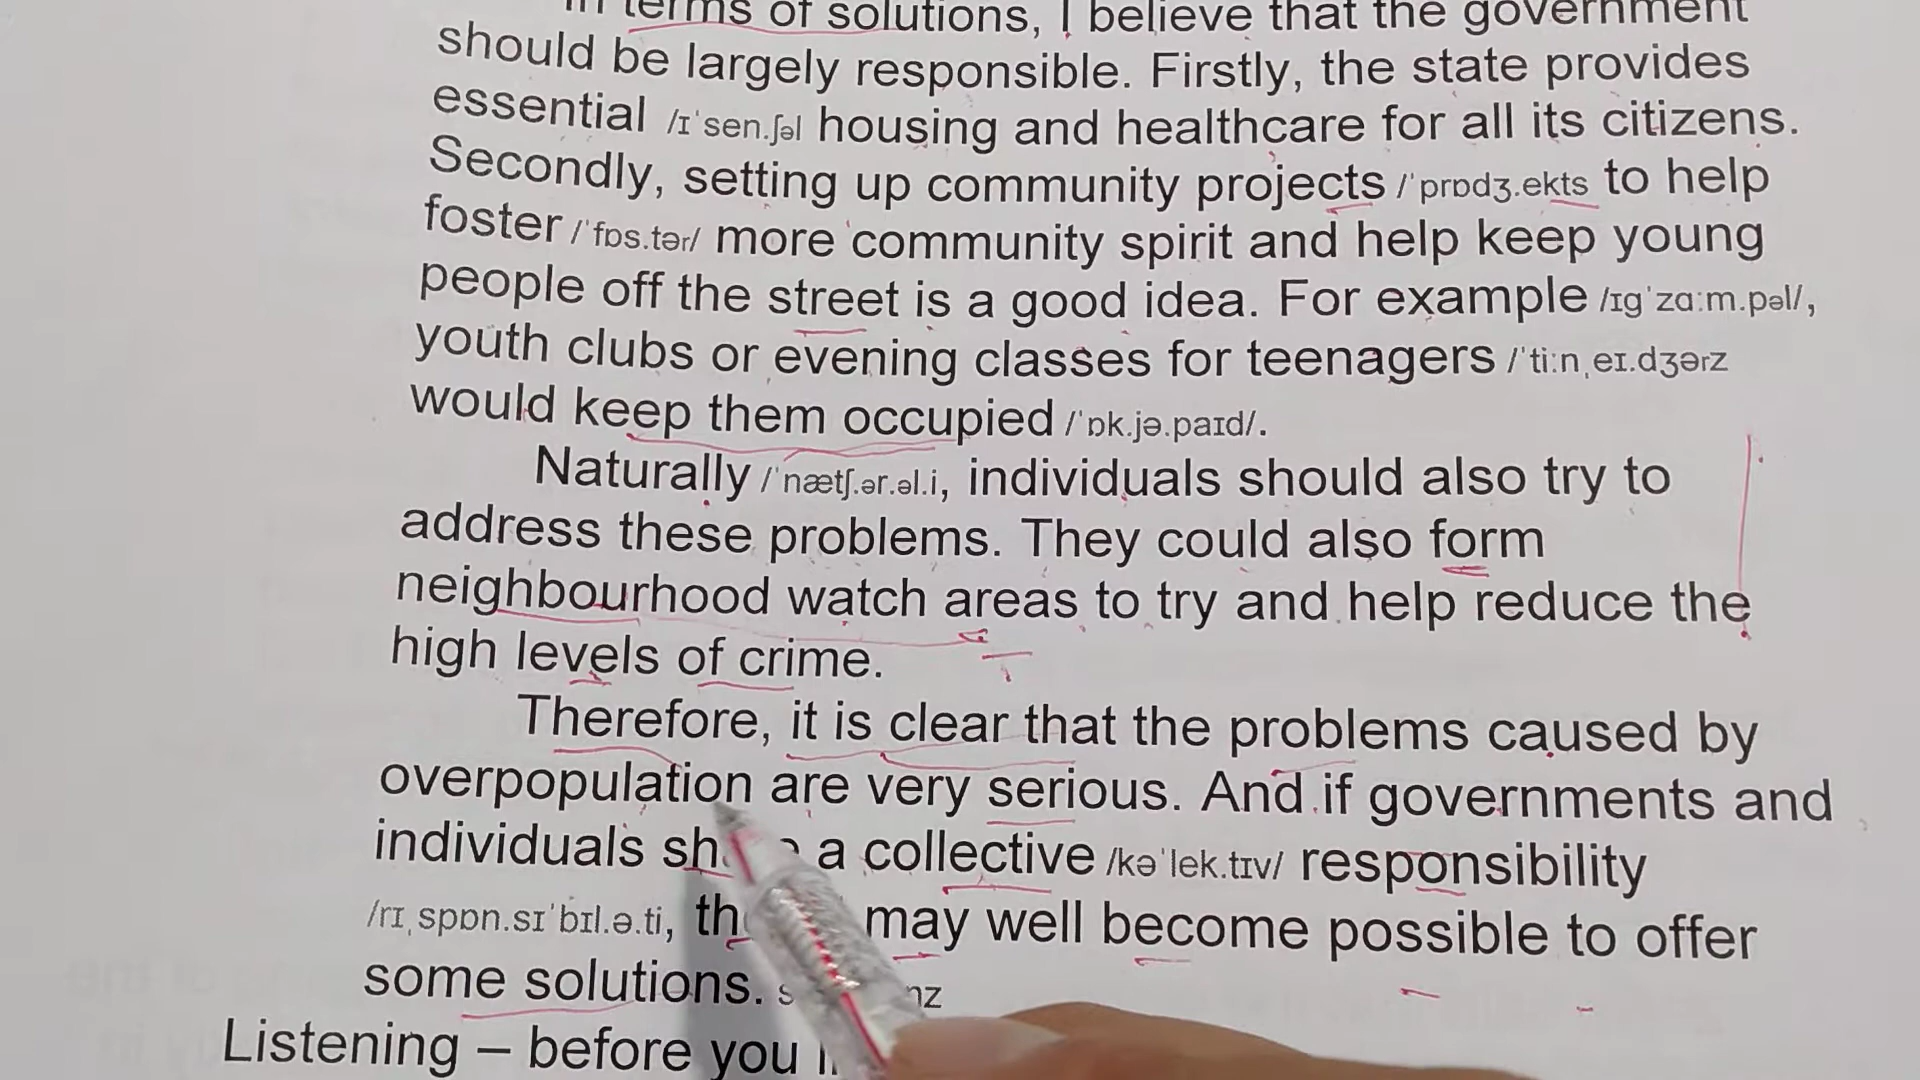 In terms of solutions, I believe that the government
should be largely responsible. Firstly, the state provides
essential /ɪˈsen.ʃəl housing and healthcare for all its citizens.
Secondly, setting up community projects /ˈprɒdʒ.ekts to help
foster /ˈfɒs.tər/ more community spirit and help keep young
people off the street is a good idea. For example /ɪɡˈzɑːm.pəl/,
youth clubs or evening classes for teenagers /ˈtiːnˌeɪ.dʒərz
would keep them occupied /ˈɒk.jə.paɪd/.
Naturally /ˈnætʃ.ər.əl.i, individuals should also try to
address these problems. They could also form
neighbourhood watch areas to try and help reduce the
high levels of crime.
Therefore, it is clear that the problems caused by
overpopulation are very serious. And if governments and
individuals a collective /kəˈlek.tɪv/ responsibility
/rɪˌspɒn.sɪˈbɪl.ə.ti, may well become possible to offer
some solutions.
Listening – before you